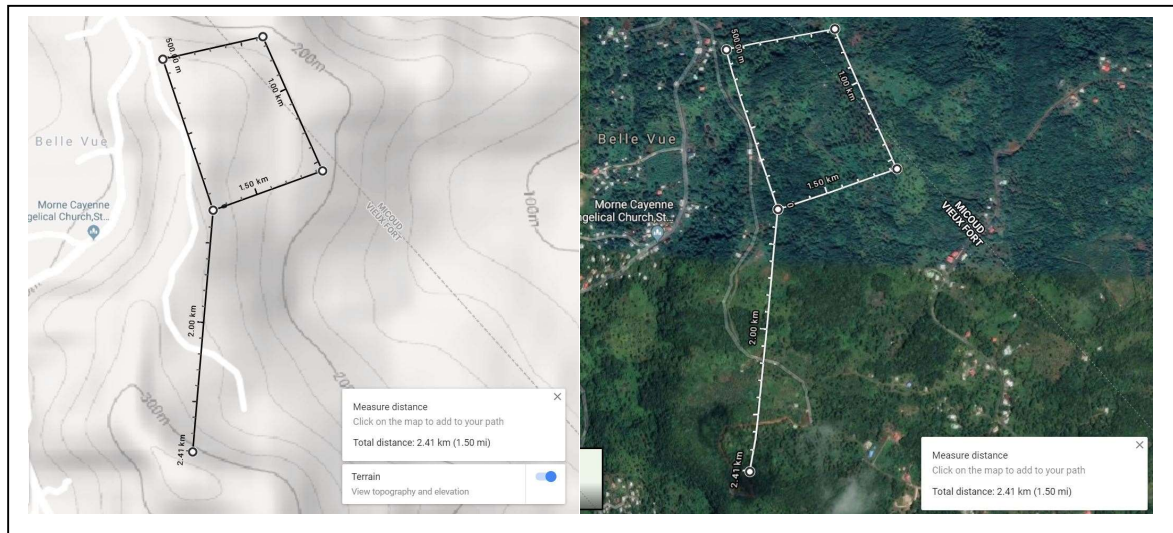 500.00 m
200m
1.00 km
Belle Vue
1.50 km
100m
Morne Cayenne
gelical Church,St...
MICOUD
VIEUX FORT
2.00 km
200
300m
2.41 km
Measure distance
Click on the map to add to your path
Total distance: 2.41 km (1.50 mi)
Terrain
View topography and elevation
500.00 m
1.00 km
Belle Vue
1.50 km
0
Morne Cayenne
gelical Church,St...
MICOUD
VIEUX FORT
2.00 km
2.41 km
Measure distance
Click on the map to add to your path
Total distance: 2.41 km (1.50 mi)